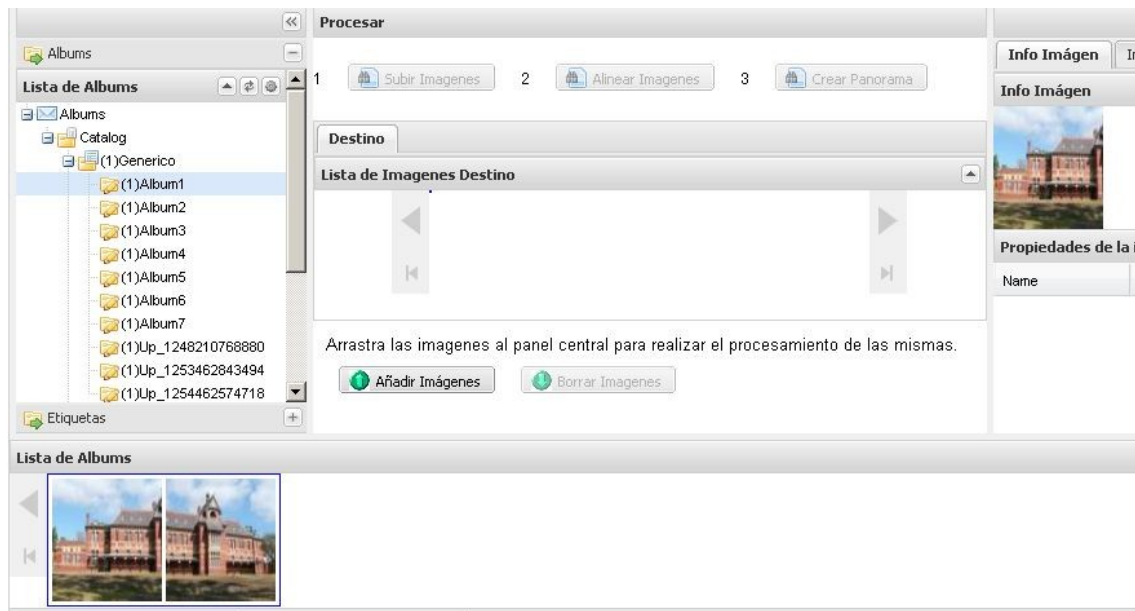 Procesar
Albums
Lista de Albums
Albums
Catalog
(1)Generico
(1)Album1
(1)Album2
(1)Album3
(1)Album4
(1)Album5
(1)Album6
(1)Album7
(1)Up_1248210768880
(1)Up_1253462843494
(1)Up_1254462574718
Etiquetas
1 Subir Imagenes 2 Alinear Imagenes 3 Crear Panorama
Destino
Lista de Imagenes Destino
Arrastra las imagenes al panel central para realizar el procesamiento de las mismas.
Añadir Imágenes Borrar Imagenes
Info Imágen
Info Imágen
Propiedades de la
Name
Lista de Albums